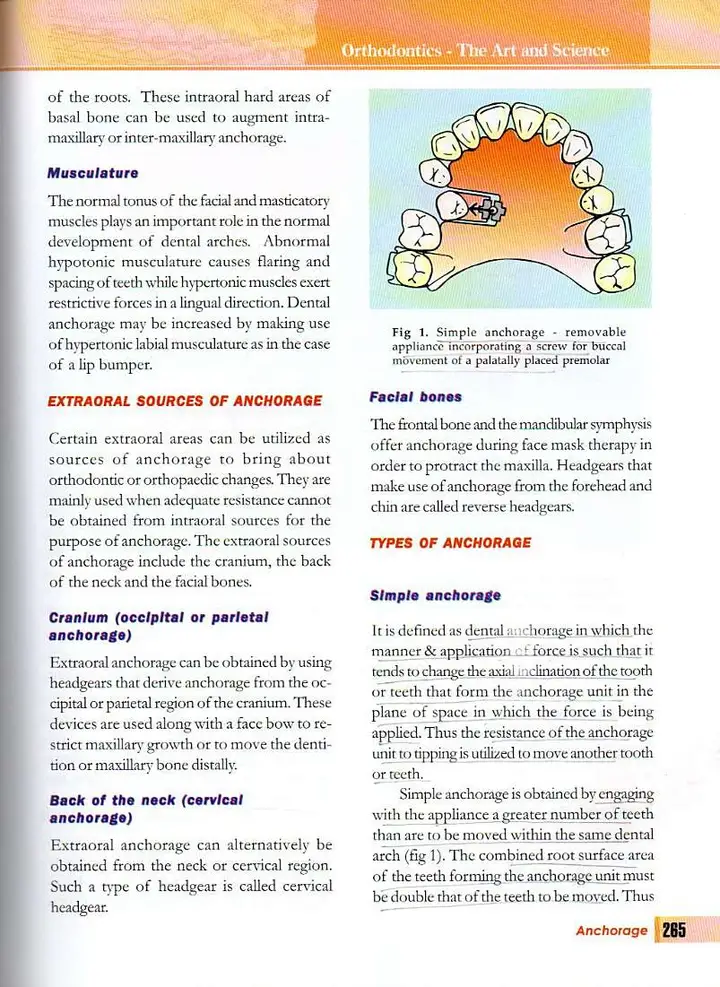 Orthodontics - The Art and Science
of the roots. These intraoral hard areas of
basal bone can be used to augment intra-
maxillary or inter-maxillary anchorage.
Musculature
The normal tonus of the facial and masticatory
muscles plays an important role in the normal
development of dental arches. Abnormal
hypotonic musculature causes flaring and
spacing of teeth while hypertonic muscles exert
restrictive forces in a lingual direction. Dental
anchorage may be increased by making use
of hypertonic labial musculature as in the case
of a lip bumper.
EXTRAORAL SOURCES OF ANCHORAGE
Certain extraoral areas can be utilized as
sources of anchorage to bring about
orthodontic or orthopaedic changes. They are
mainly used when adequate resistance cannot
be obtained from intraoral sources for the
purpose of anchorage. The extraoral sources
of anchorage include the cranium, the back
of the neck and the facial bones.
Cranium (occipital or parietal
anchorage)
Extraoral anchorage can be obtained by using
headgears that derive anchorage from the oc-
cipital or parietal region of the cranium. These
devices are used along with a face bow to re-
strict maxillary growth or to move the denti-
tion or maxillary bone distally.
Back of the neck (cervical
anchorage)
Extraoral anchorage can alternatively be
obtained from the neck or cervical region.
Such a type of headgear is called cervical
headgear.
Fig 1. Simple anchorage - removable
appliance incorporating a screw for buccal
movement of a palatally placed premolar
Facial bones
The frontal bone and the mandibular symphysis
offer anchorage during face mask therapy in
order to protract the maxilla. Headgears that
make use of anchorage from the forehead and
chin are called reverse headgears.
TYPES OF ANCHORAGE
Simple anchorage
It is defined as dental anchorage in which the
manner & application of force is such that it
tends to change the axial inclination of the tooth
or teeth that form the anchorage unit in the
plane of space in which the force is being
applied. Thus the resistance of the anchorage
unit to tipping is utilized to move another tooth
or teeth.
Simple anchorage is obtained by engaging
with the appliance a greater number of teeth
than are to be moved within the same dental
arch (fig 1). The combined root surface area
of the teeth forming the anchorage unit must
be double that of the teeth to be moved. Thus
Anchorage 265